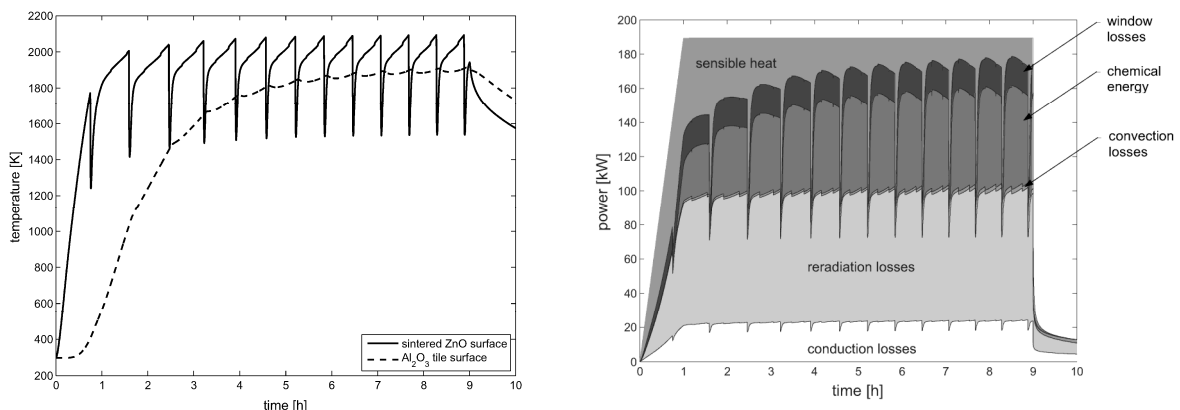 2200
2000
1800
1600
1400
1200
1000
800
600
400
200
temperature [K]
0 1 2 3 4 5 6 7 8 9 10
time [h]
sintered ZnO surface
Al2O3 tile surface
200
180
160
140
120
100
80
60
40
20
0
power [kW]
0 1 2 3 4 5 6 7 8 9 10
time [h]
sensible heat
reradiation losses
conduction losses
window
losses
chemical
energy
convection
losses